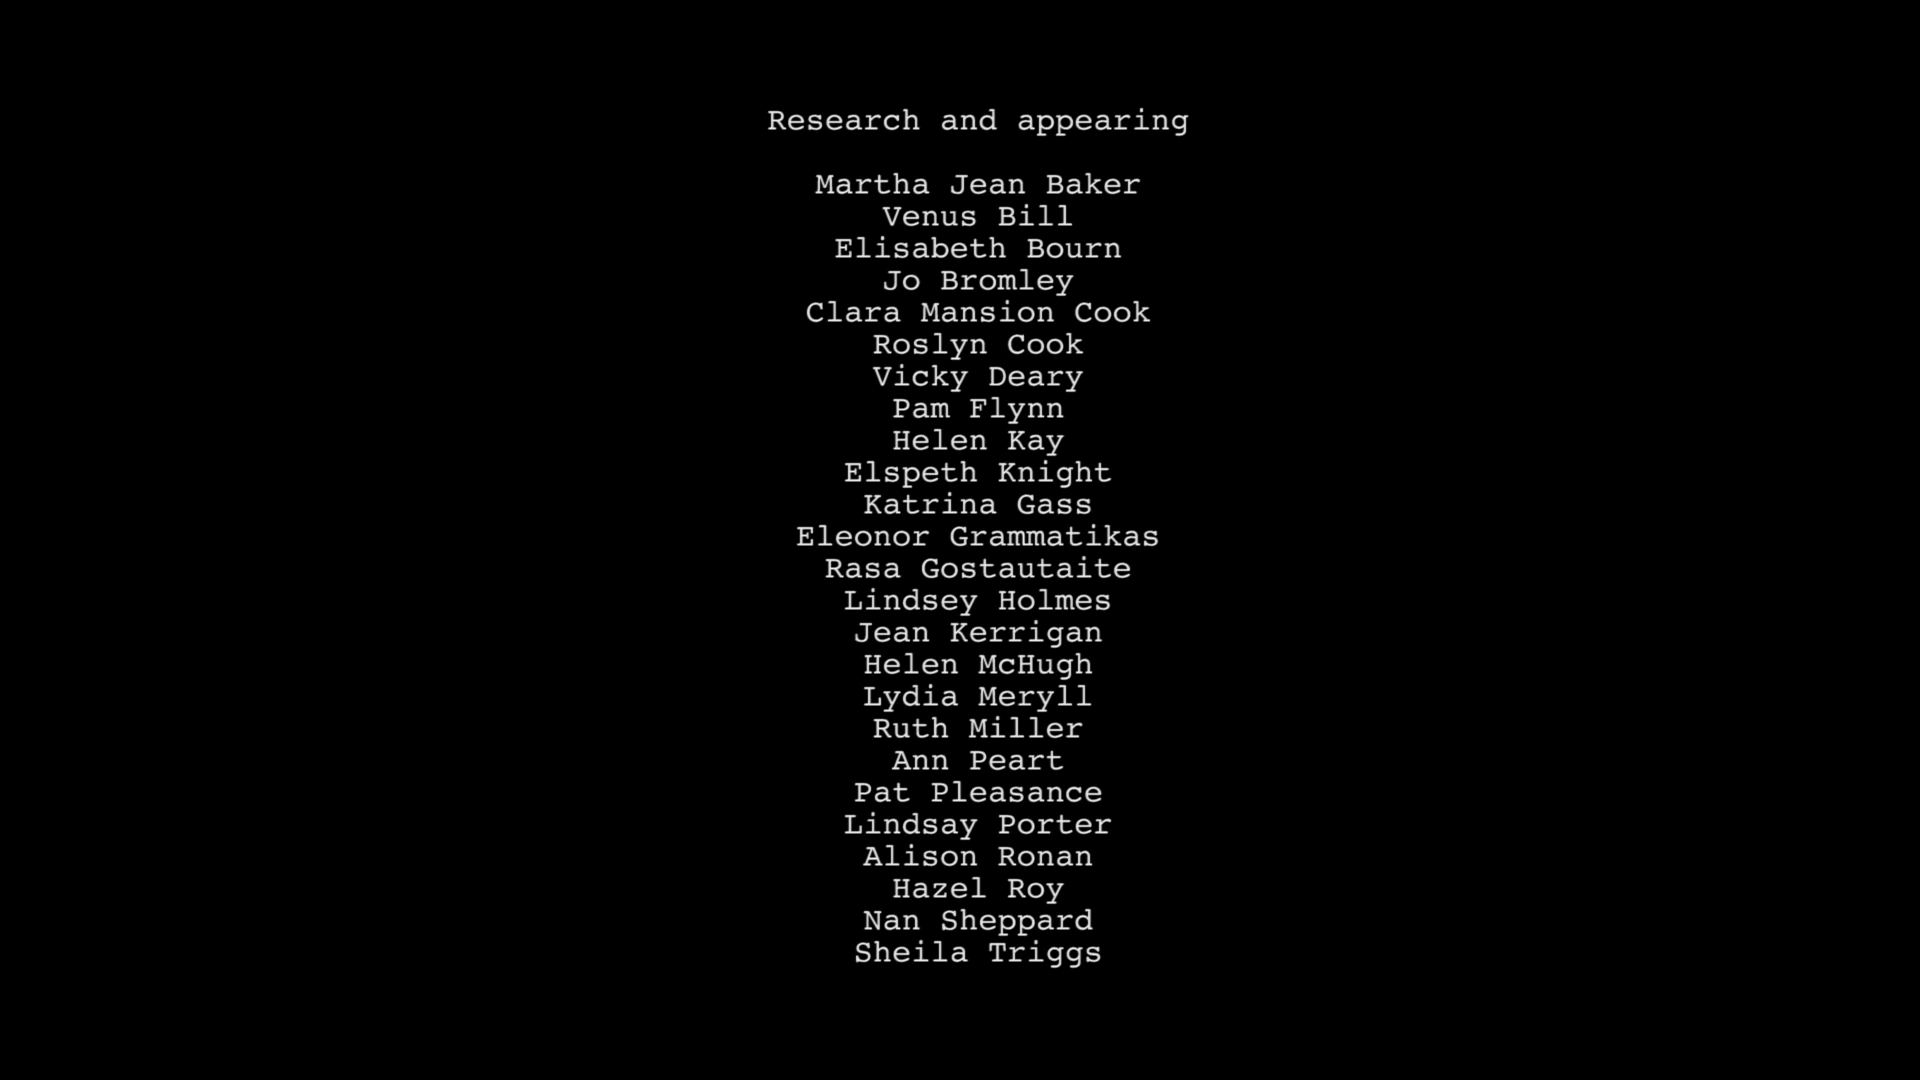 Research and appearing
Martha Jean Baker
Venus Bill
Elisabeth Bourn
Jo Bromley
Clara Mansion Cook
Roslyn Cook
Vicky Deary
Pam Flynn
Helen Kay
Elspeth Knight
Katrina Gass
Eleonor Grammatikas
Rasa Gostautaite
Lindsey Holmes
Jean Kerrigan
Helen McHugh
Lydia Meryll
Ruth Miller
Ann Peart
Pat Pleasance
Lindsay Porter
Alison Ronan
Hazel Roy
Nan Sheppard
Sheila Triggs